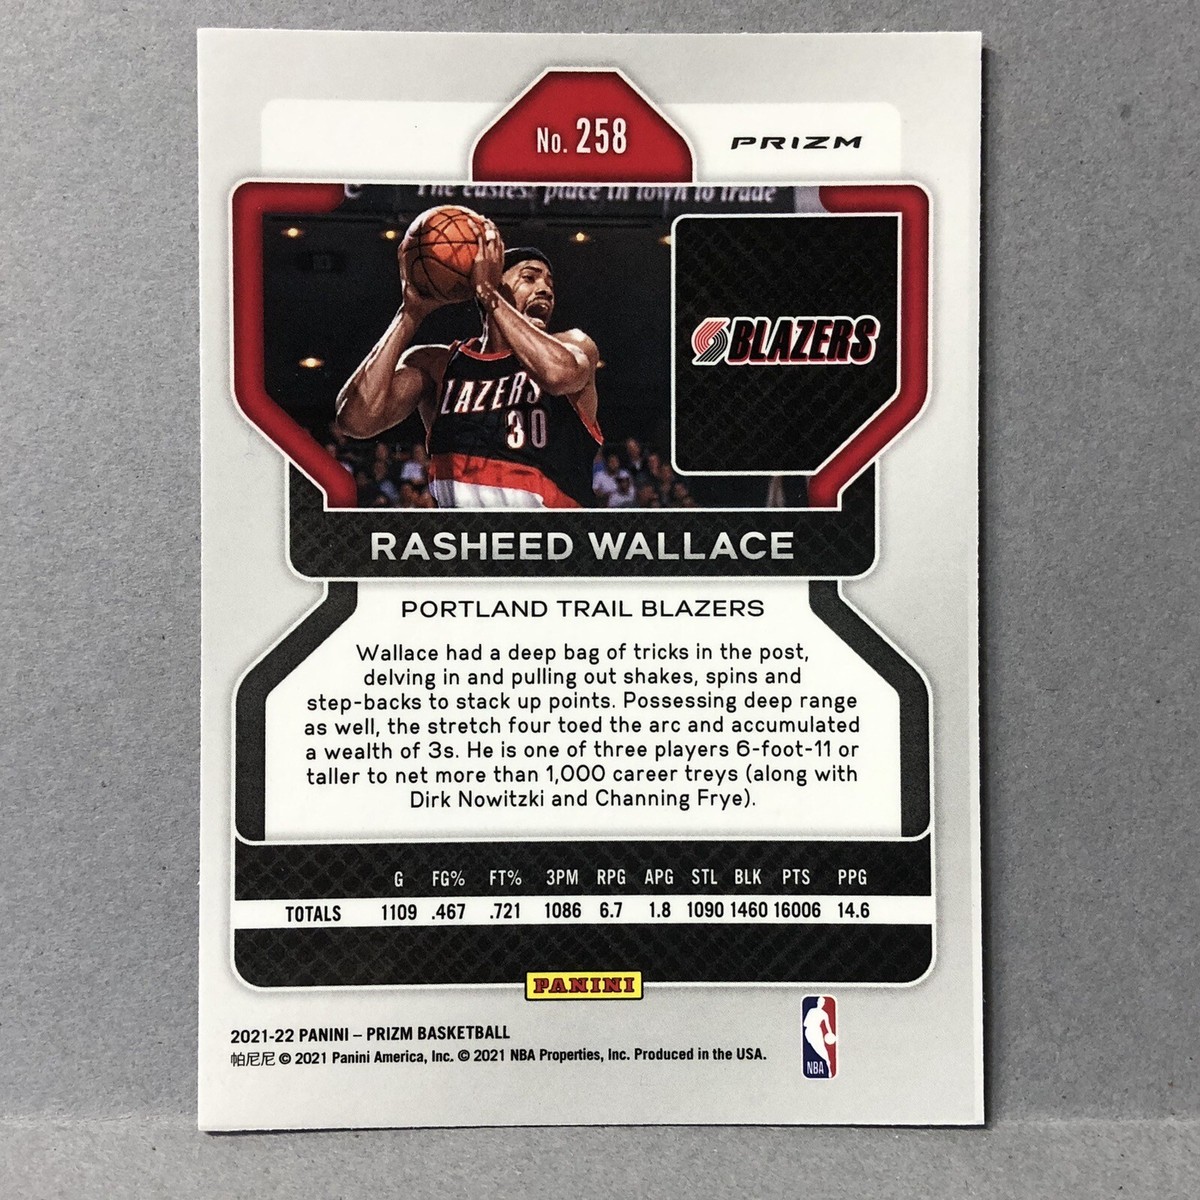 No. 258
PRIZM
The easiest place in town to trade
BLAZERS
LAZERS
30
RASHEED WALLACE
PORTLAND TRAIL BLAZERS
Wallace had a deep bag of tricks in the post,
delving in and pulling out shakes, spins and
step-backs to stack up points. Possessing deep range
as well, the stretch four toed the arc and accumulated
a wealth of 3s. He is one of three players 6-foot-11 or
taller to net more than 1,000 career treys (along with
Dirk Nowitzki and Channing Frye).
G FG% FT% 3PM RPG APG STL BLK PTS PPG
TOTALS 1109 .467 .721 1086 6.7 1.8 1090 1460 16006 14.6
PANINI
2021-22 PANINI – PRIZM BASKETBALL
帕尼尼 © 2021 Panini America, Inc. © 2021 NBA Properties, Inc. Produced in the USA.
NBA